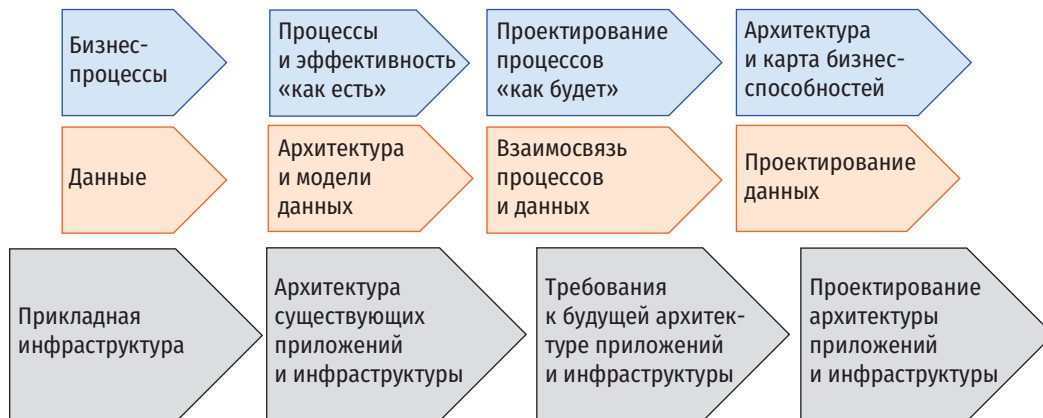 Бизнес-
процессы
Процессы
и эффективность
«как есть»
Проектирование
процессов
«как будет»
Архитектура
и карта бизнес-
способностей
Данные
Архитектура
и модели
данных
Взаимосвязь
процессов
и данных
Проектирование
данных
Прикладная
инфраструктура
Архитектура
существующих
приложений
и инфраструктуры
Требования
к будущей архитек-
туре приложений
и инфраструктуры
Проектирование
архитектуры
приложений
и инфраструктуры